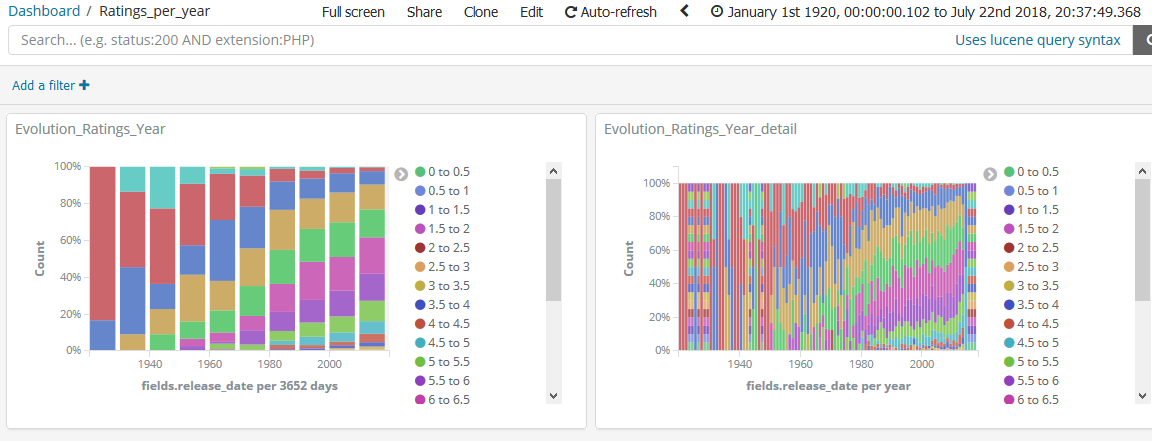 Dashboard / Ratings_per_year
Full screen Share Clone Edit Auto-refresh January 1st 1920, 00:00:00.102 to July 22nd 2018, 20:37:49.368
Search... (e.g. status:200 AND extension:PHP)
Uses lucene query syntax
Add a filter
Evolution_Ratings_Year
100%
80%
60%
40%
20%
0%
Count
1940 1960 1980 2000
fields.release_date per 3652 days
0 to 0.5
0.5 to 1
1 to 1.5
1.5 to 2
2 to 2.5
2.5 to 3
3 to 3.5
3.5 to 4
4 to 4.5
4.5 to 5
5 to 5.5
5.5 to 6
6 to 6.5
Evolution_Ratings_Year_detail
100%
80%
60%
40%
20%
0%
Count
1940 1960 1980 2000
fields.release_date per year
0 to 0.5
0.5 to 1
1 to 1.5
1.5 to 2
2 to 2.5
2.5 to 3
3 to 3.5
3.5 to 4
4 to 4.5
4.5 to 5
5 to 5.5
5.5 to 6
6 to 6.5